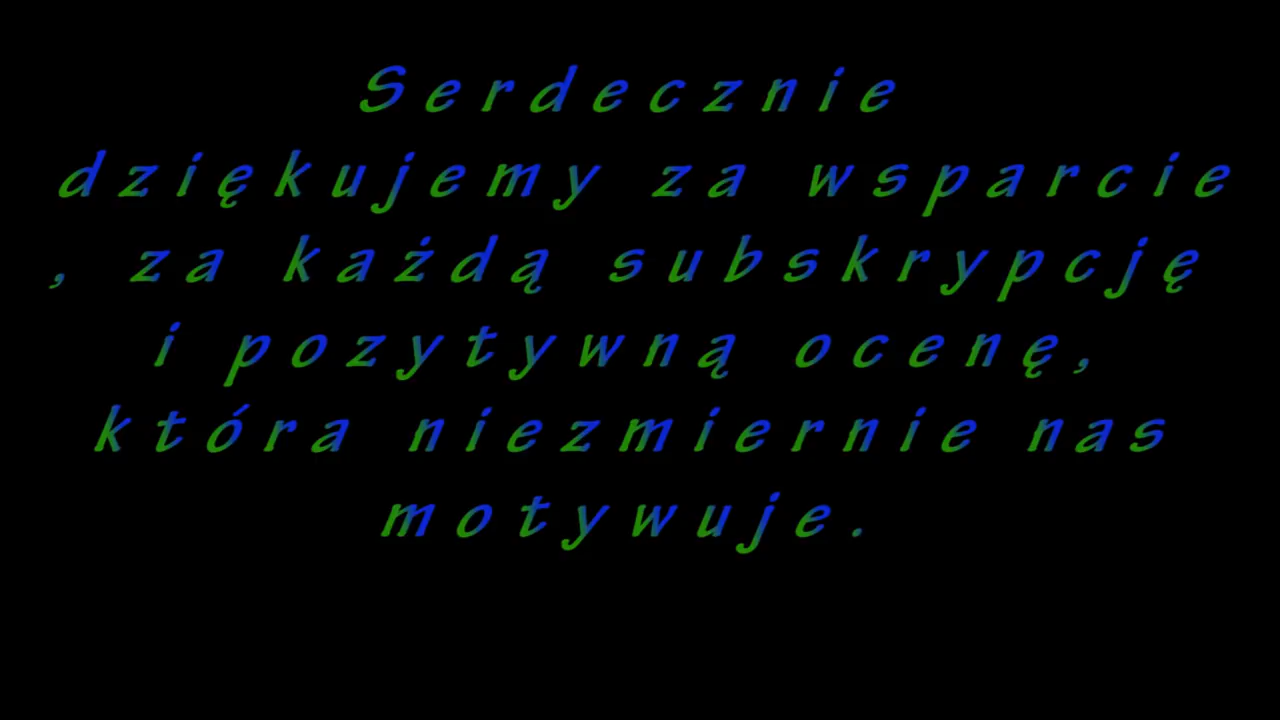 Serdecznie
dziękujemy za wsparcie
, za każdą subskrypcję
i pozytywną ocenę,
która niezmiernie nas
motywuje.